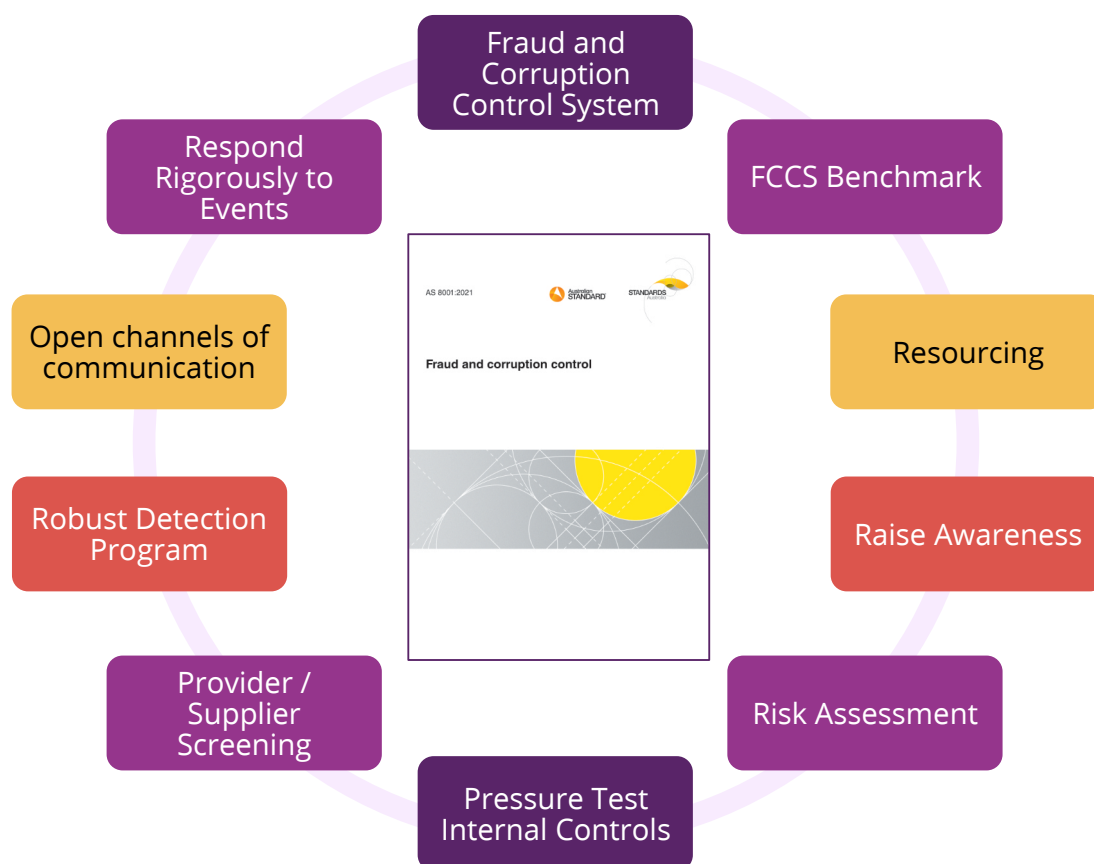 Fraud and
Corruption
Control System
FCCS Benchmark
Resourcing
Raise Awareness
Risk Assessment
Pressure Test
Internal Controls
Provider /
Supplier
Screening
Robust Detection
Program
Open channels of
communication
Respond
Rigorously to
Events
AS 8001:2021
Australian
STANDARD
STANDARDS
Australia
Fraud and corruption control